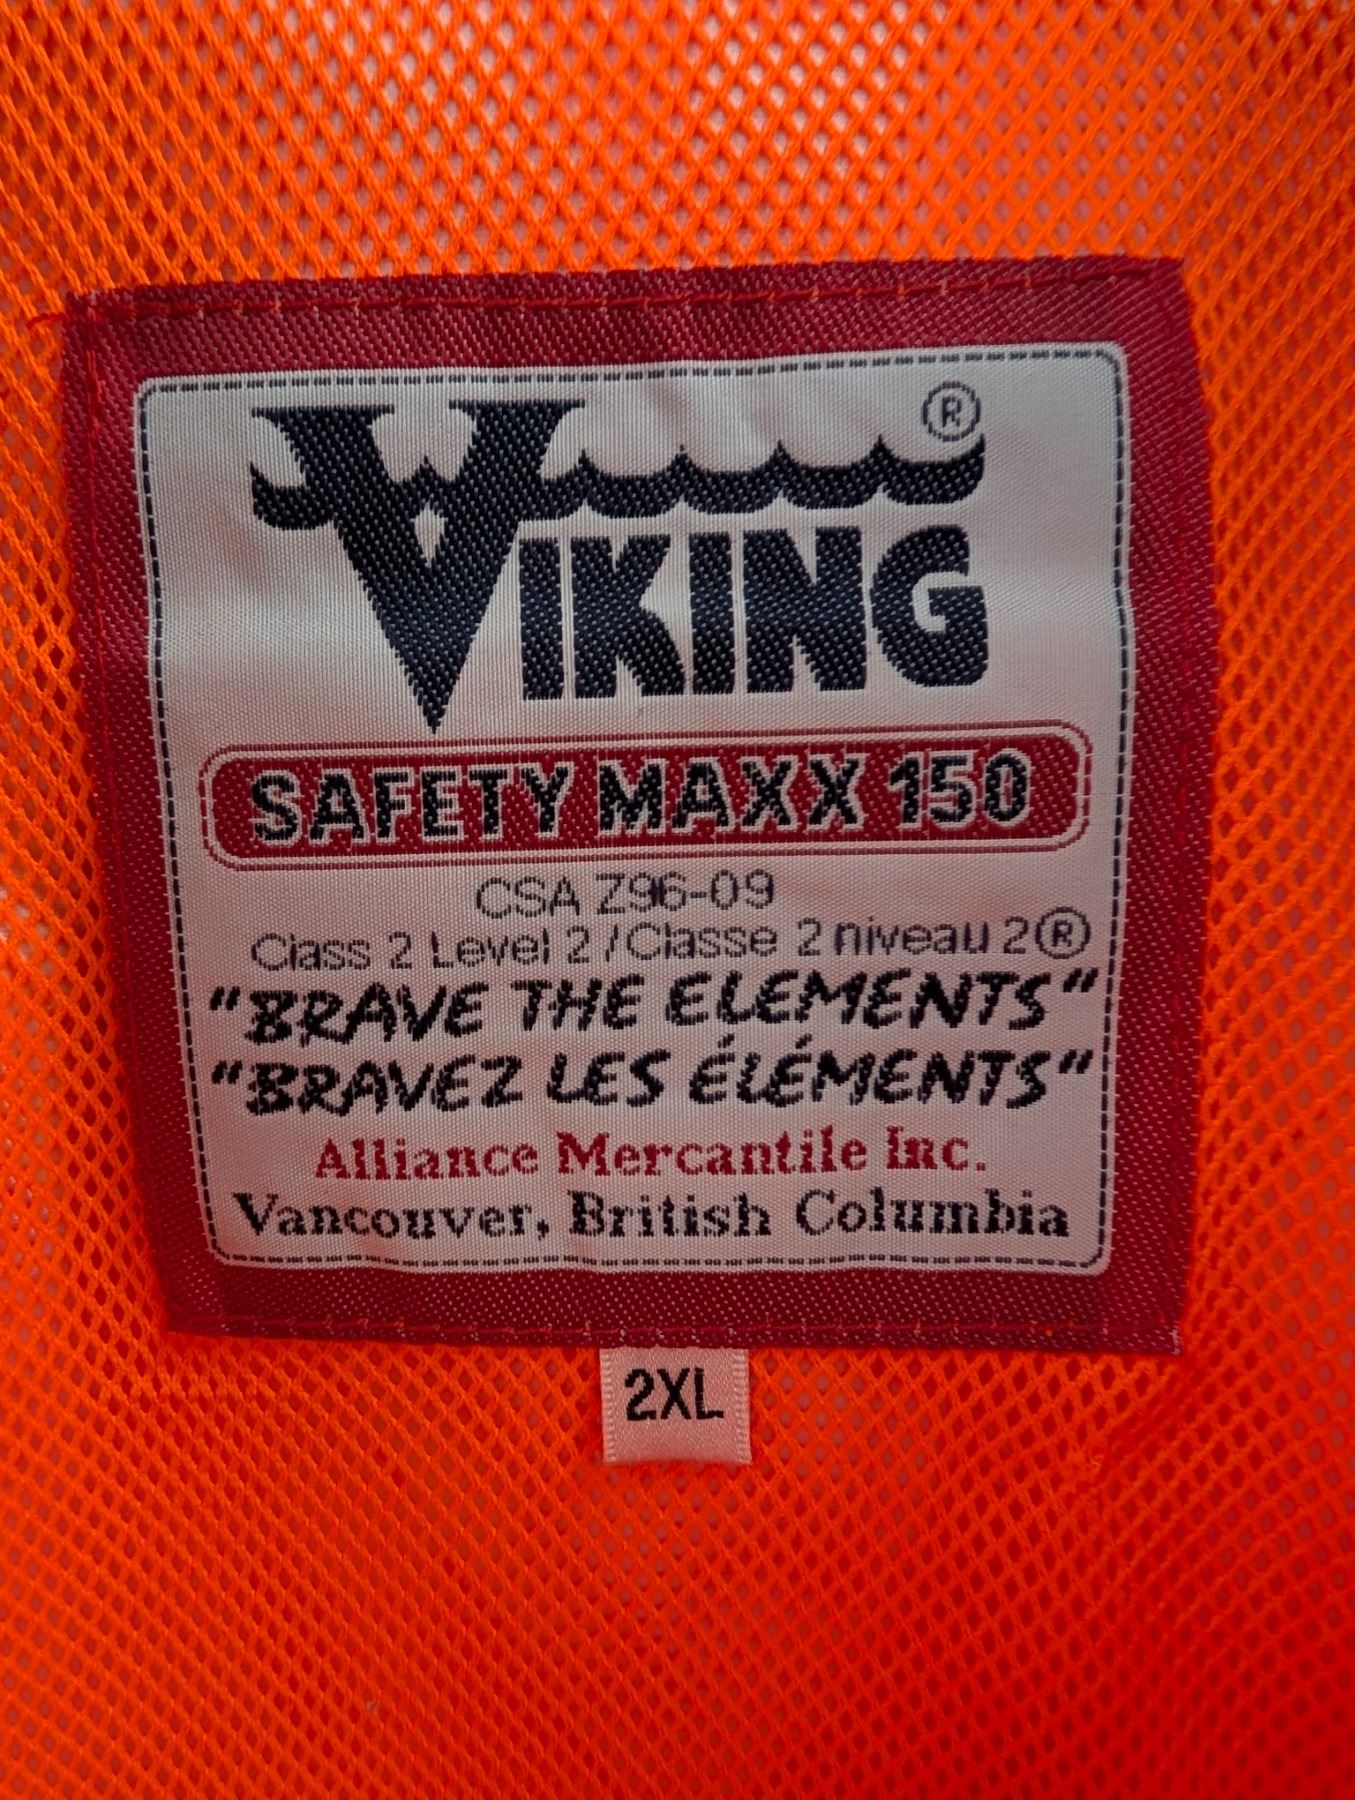 VIKING®
SAFETY MAXX 150
CSA Z96-09
Class 2 Level 2 / Classe 2 niveau 2®
"BRAVE THE ELEMENTS"
"BRAVEZ LES ÉLÉMENTS"
Alliance Mercantile Inc.
Vancouver, British Columbia
2XL